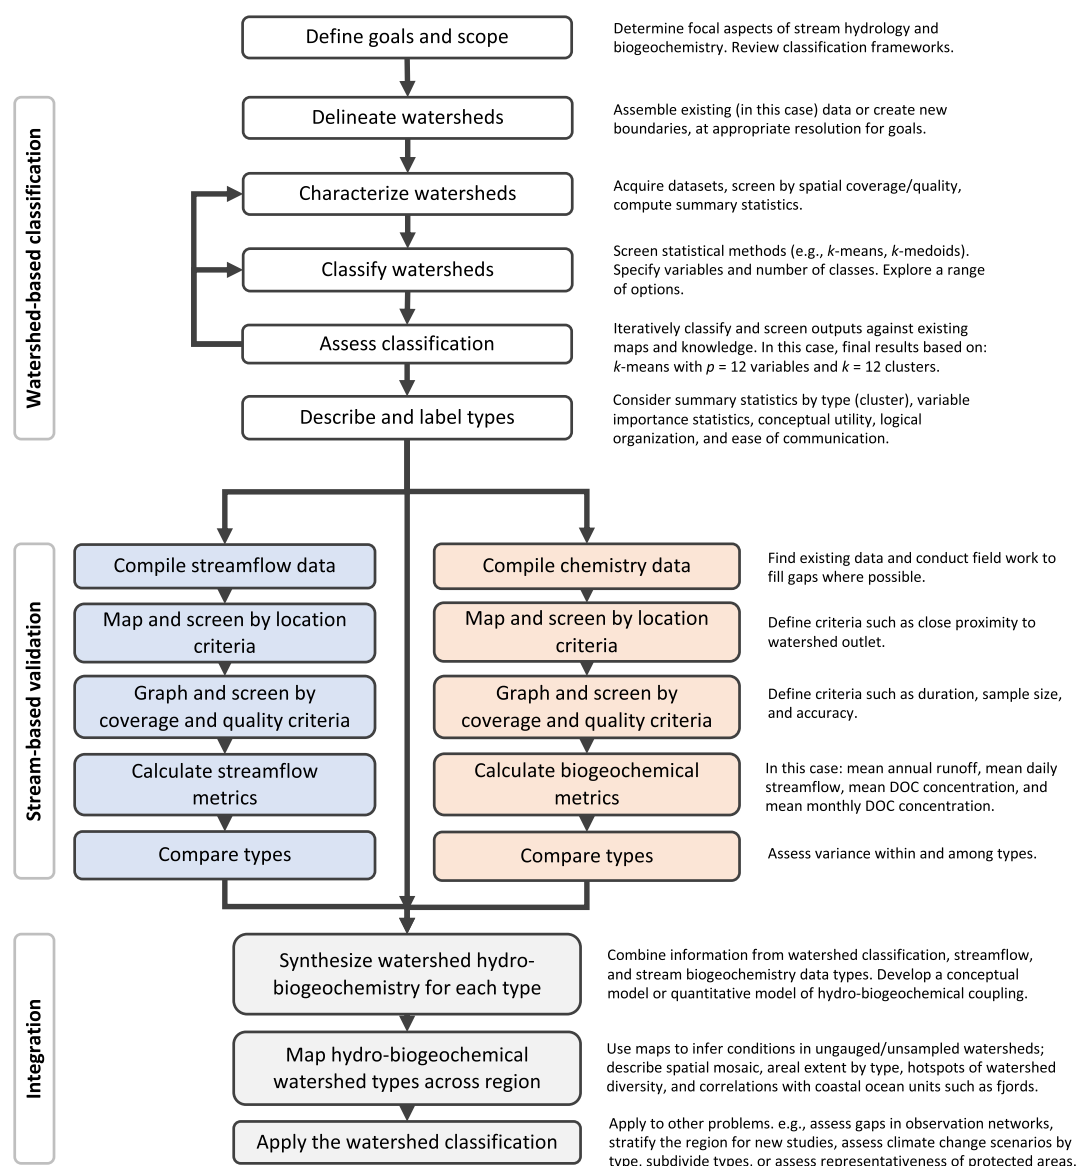 Define goals and scope
Determine focal aspects of stream hydrology and
biogeochemistry. Review classification frameworks.
Watershed-based classification
Delineate watersheds
Assemble existing (in this case) data or create new
boundaries, at appropriate resolution for goals.
Characterize watersheds
Acquire datasets, screen by spatial coverage/quality,
compute summary statistics.
Classify watersheds
Screen statistical methods (e.g., k-means, k-medoids).
Specify variables and number of classes. Explore a range
of options.
Assess classification
Iteratively classify and screen outputs against existing
maps and knowledge. In this case, final results based on:
k-means with p = 12 variables and k = 12 clusters.
Describe and label types
Consider summary statistics by type (cluster), variable
importance statistics, conceptual utility, logical
organization, and ease of communication.
Stream-based validation
Compile streamflow data
Compile chemistry data
Find existing data and conduct field work to
fill gaps where possible.
Map and screen by location
criteria
Map and screen by location
criteria
Define criteria such as close proximity to
watershed outlet.
Graph and screen by
coverage and quality criteria
Graph and screen by
coverage and quality criteria
Define criteria such as duration, sample size,
and accuracy.
Calculate streamflow
metrics
Calculate biogeochemical
metrics
In this case: mean annual runoff, mean daily
streamflow, mean DOC concentration, and
mean monthly DOC concentration.
Compare types
Compare types
Assess variance within and among types.
Integration
Synthesize watershed hydro-
biogeochemistry for each type
Combine information from watershed classification, streamflow,
and stream biogeochemistry data types. Develop a conceptual
model or quantitative model of hydro-biogeochemical coupling.
Map hydro-biogeochemical
watershed types across region
Use maps to infer conditions in ungauged/unsampled watersheds;
describe spatial mosaic, areal extent by type, hotspots of watershed
diversity, and correlations with coastal ocean units such as fjords.
Apply the watershed classification
Apply to other problems. e.g., assess gaps in observation networks,
stratify the region for new studies, assess climate change scenarios by
type, subdivide types, or assess representativeness of protected areas.